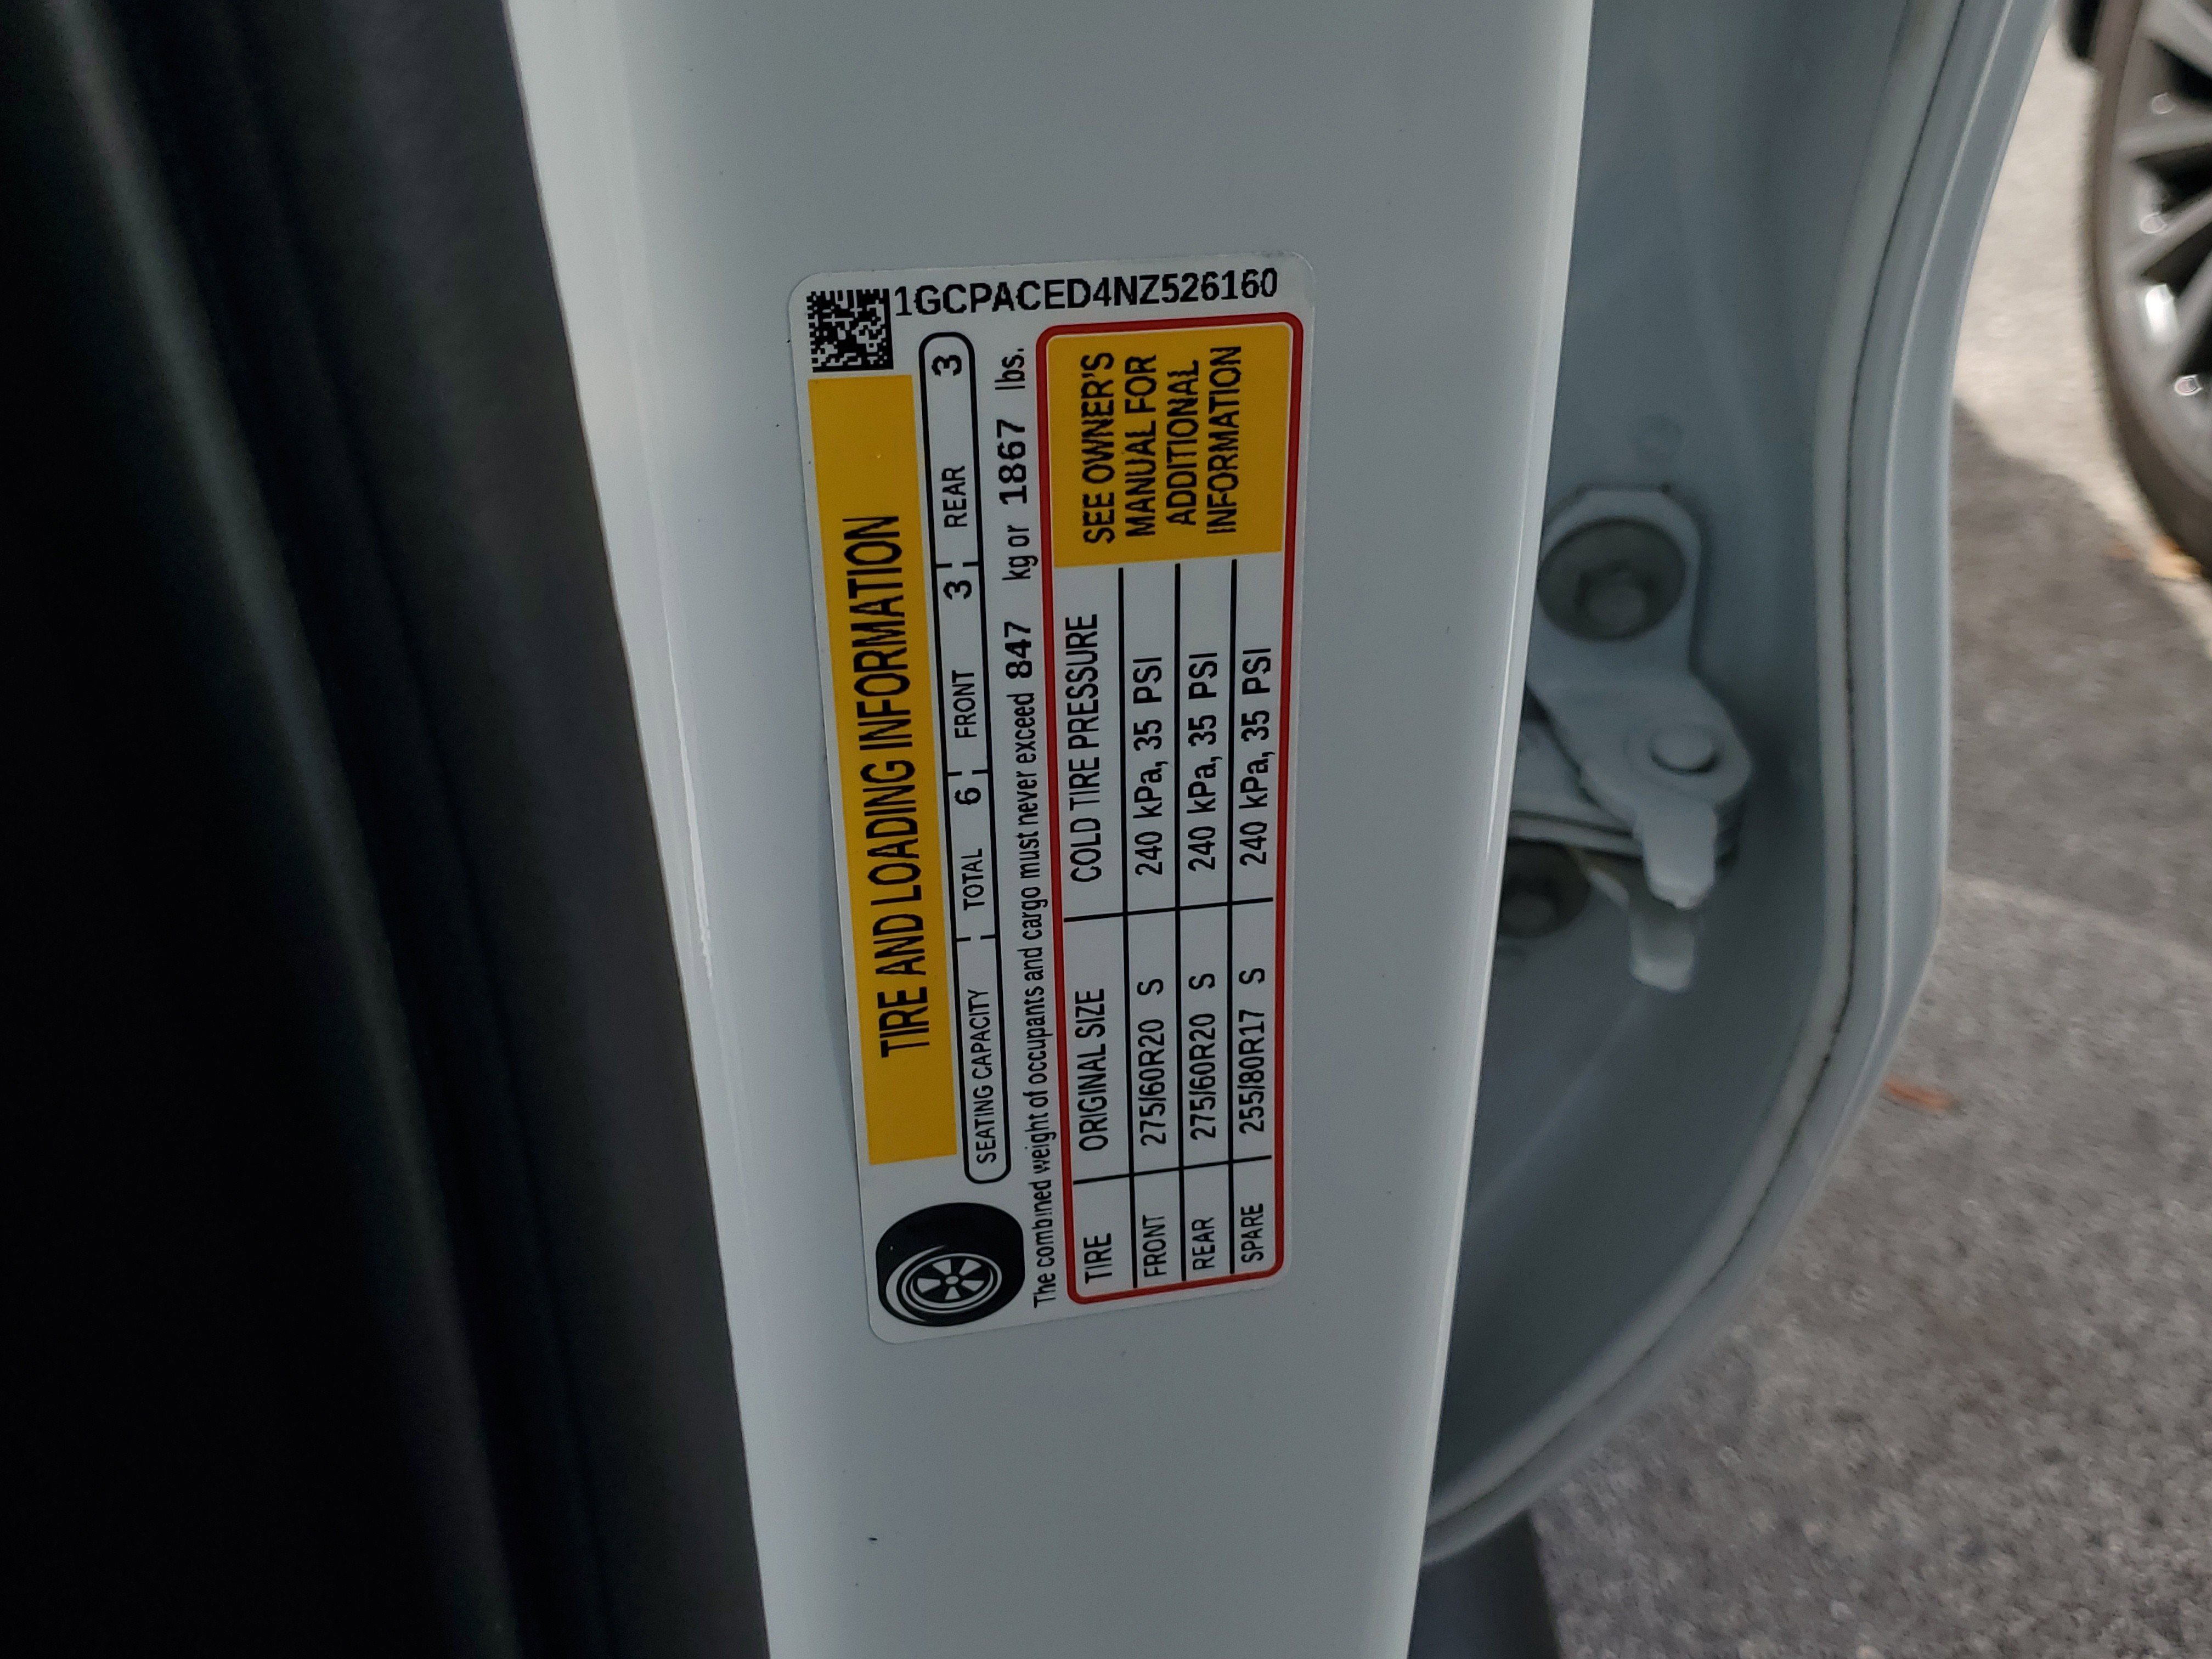 1GCPACED4NZ526160
TIRE AND LOADING INFORMATION
SEATING CAPACITY TOTAL 6 FRONT 3 REAR 3
The combined weight of occupants and cargo must never exceed 847 kg or 1867 lbs.
TIRE ORIGINAL SIZE COLD TIRE PRESSURE
FRONT 275/60R20 S 240 kPa, 35 PSI
REAR 275/60R20 S 240 kPa, 35 PSI
SPARE 255/80R17 S 240 kPa, 35 PSI
SEE OWNER'S
MANUAL FOR
ADDITIONAL
INFORMATION